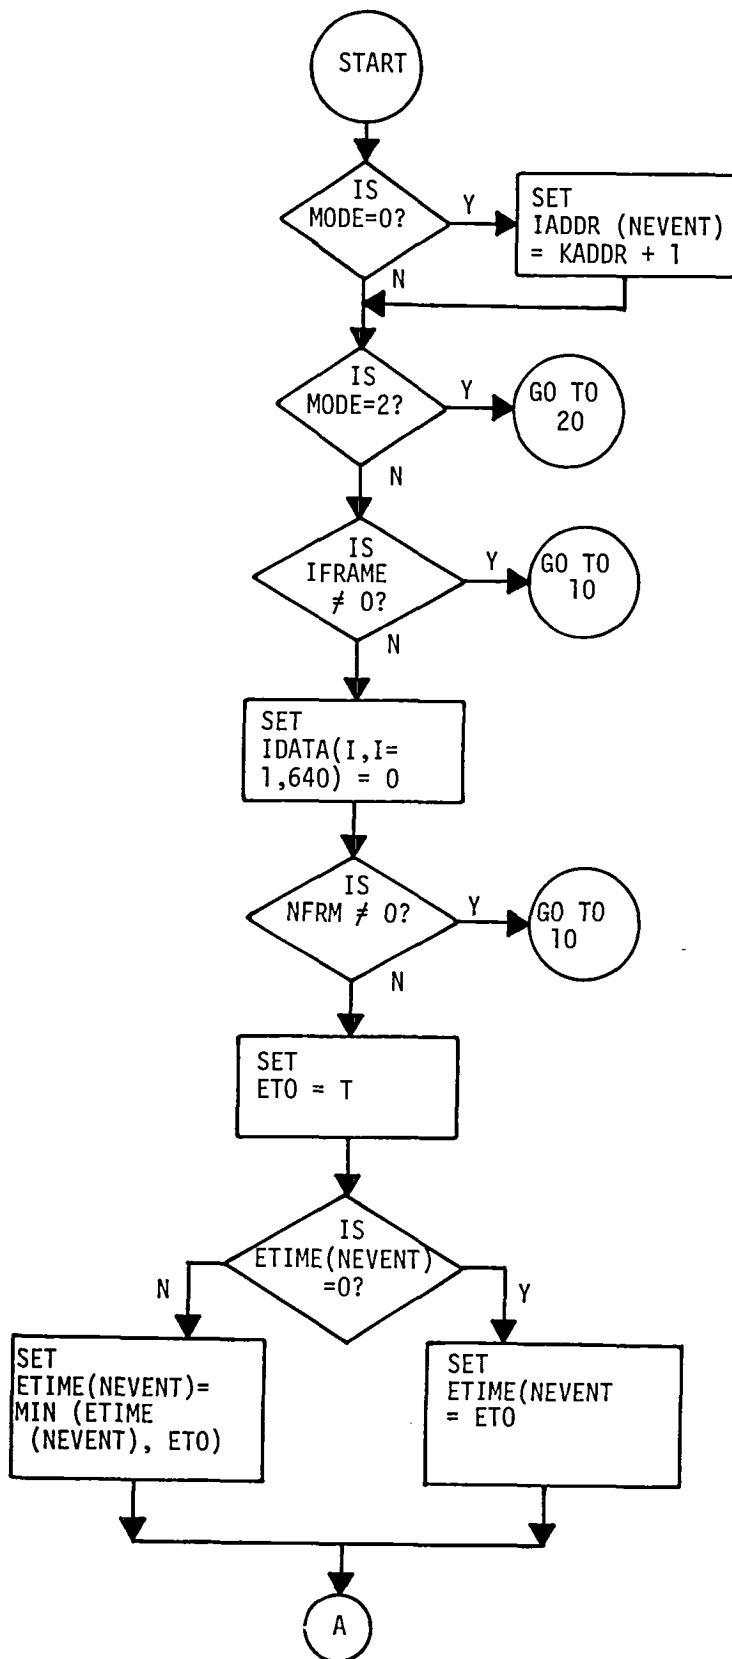 START
IS
MODE=0?
Y
SET
IADDR (NEVENT)
= KADDR + 1
N
IS
MODE=2?
Y
GO TO
20
N
IS
IFRAME
≠ 0?
Y
GO TO
10
N
SET
IDATA(I,I=
1,640) = 0
IS
NFRM ≠ 0?
Y
GO TO
10
N
SET
ETO = T
IS
ETIME(NEVENT)
=0?
N
Y
SET
ETIME(NEVENT)=
MIN (ETIME
(NEVENT), ETO)
SET
ETIME(NEVENT
= ETO
A